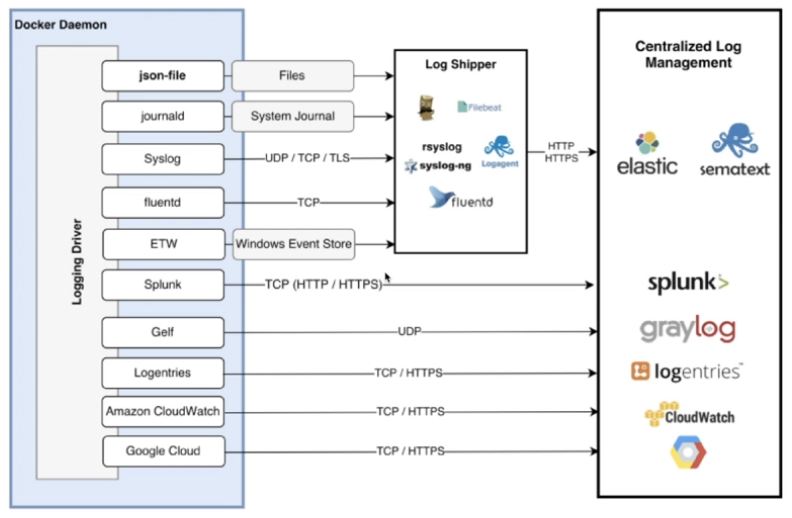 Docker Daemon
Logging Driver
json-file
Files
journald
System Journal
Syslog
UDP / TCP / TLS
fluentd
TCP
ETW
Windows Event Store
Splunk
TCP (HTTP / HTTPS)
Gelf
UDP
Logentries
TCP / HTTPS
Amazon CloudWatch
TCP / HTTPS
Google Cloud
TCP / HTTPS
Log Shipper
Filebeat
rsyslog
syslog-ng
Logagent
fluentd
HTTP
HTTPS
Centralized Log
Management
elastic
sematext
splunk>
graylog
logentries™
CloudWatch